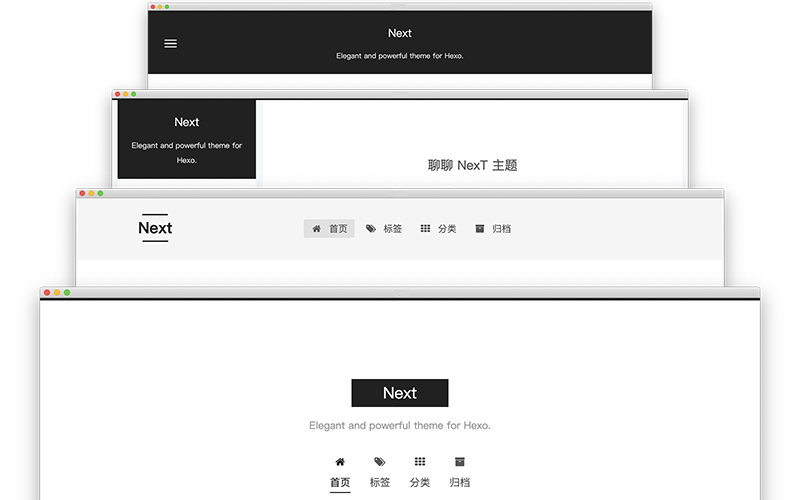 Next
Elegant and powerful theme for Hexo.
Next
Elegant and powerful theme for
Hexo.
聊聊 NexT 主题
Next
首页 标签 分类 归档
Next
Elegant and powerful theme for Hexo.
首页 标签 分类 归档